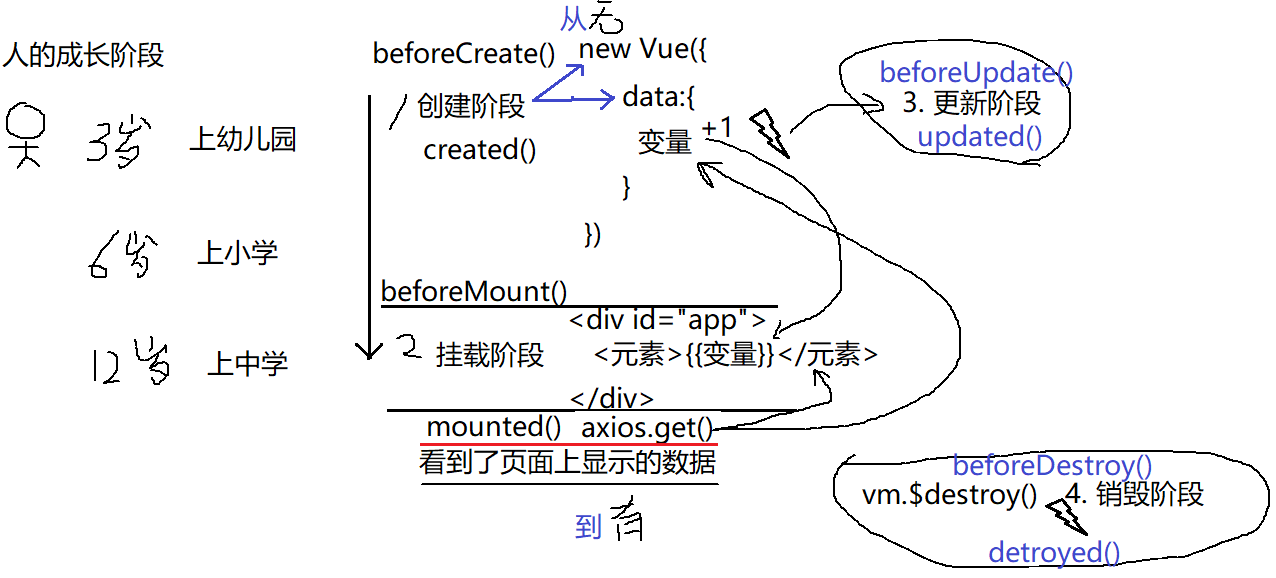 人的成长阶段
3岁 上幼儿园
6岁 上小学
12岁 上中学
从无
beforeCreate() new Vue({
1 创建阶段 data:{
变量 +1
created()
}
})
beforeMount()
<div id="app">
2 挂载阶段 <元素>{{变量}}</元素>
</div>
mounted() axios.get()
看到了页面上显示的数据
到有
beforeUpdate()
3. 更新阶段
updated()
beforeDestroy()
vm.$destroy() 4. 销毁阶段
detroyed()